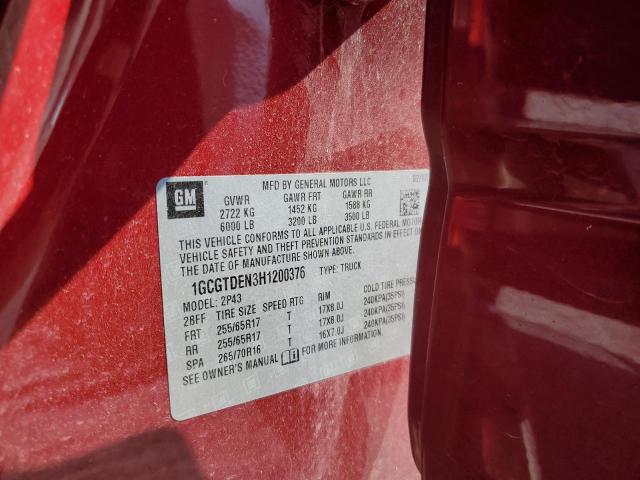 GM
MFD BY GENERAL MOTORS LLC
GVWR GAWR FRT GAWR RR
2722 KG 1452 KG 1588 KG
6000 LB 3200 LB 3500 LB
THIS VEHICLE CONFORMS TO ALL APPLICABLE U.S. FEDERAL MOTOR
VEHICLE SAFETY AND THEFT PREVENTION STANDARDS IN EFFECT ON
THE DATE OF MANUFACTURE SHOWN ABOVE.
1GCGTDEN3H1200376 TYPE: TRUCK
MODEL: 2P43
2BFF TIRE SIZE SPEED RTG RIM COLD TIRE PRESSURE
FRT 255/65R17 T 17X8.0J 240KPA(35PSI)
RR 255/65R17 T 17X8.0J 240KPA(35PSI)
SPA 265/70R16 T 16X7.0J 240KPA(35PSI)
SEE OWNER'S MANUAL FOR MORE INFORMATION.